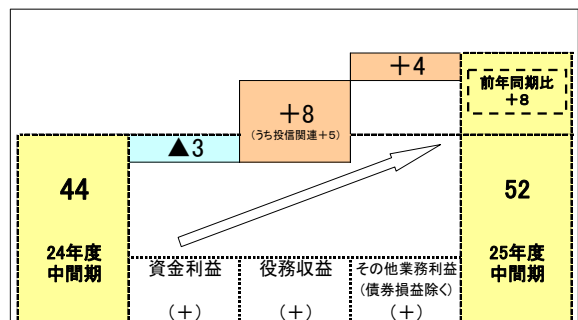 +4
前年同期比
+8
+8
(うち投信関連+5)
▲3
44
52
24年度
中間期
25年度
中間期
資金利益
(+)
役務収益
(+)
その他業務利益
(債券損益除く)
(+)